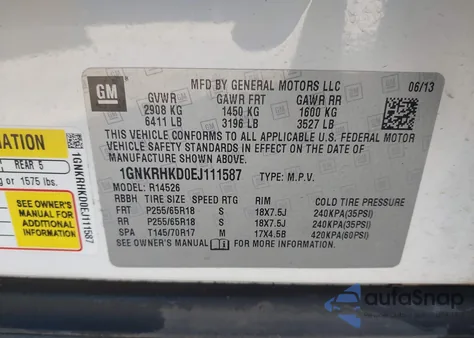 GM
MFD BY GENERAL MOTORS LLC
06/13
GVWR GAWR FRT GAWR RR
2908 KG 1450 KG 1600 KG
6411 LB 3196 LB 3527 LB
THIS VEHICLE CONFORMS TO ALL APPLICABLE U.S. FEDERAL MOTOR
VEHICLE SAFETY STANDARDS IN EFFECT ON THE DATE OF
MANUFACTURE SHOWN ABOVE.
1GNKRHKD0EJ111587 TYPE: M.P.V.
MODEL: R14526
RBBH TIRE SIZE SPEED RTG RIM COLD TIRE PRESSURE
FRT P255/65R18 S 18X7.5J 240KPA(35PSI)
RR P255/65R18 S 18X7.5J 240KPA(35PSI)
SPA T145/70R17 M 17X4.5B 420KPA(60PSI)
SEE OWNER'S MANUAL FOR MORE INFORMATION.
REAR 5
or 1575 lbs.
SEE OWNER'S
MANUAL FOR
ADDITIONAL
INFORMATION
1GNKRHKD0EJ111587
autoSnap